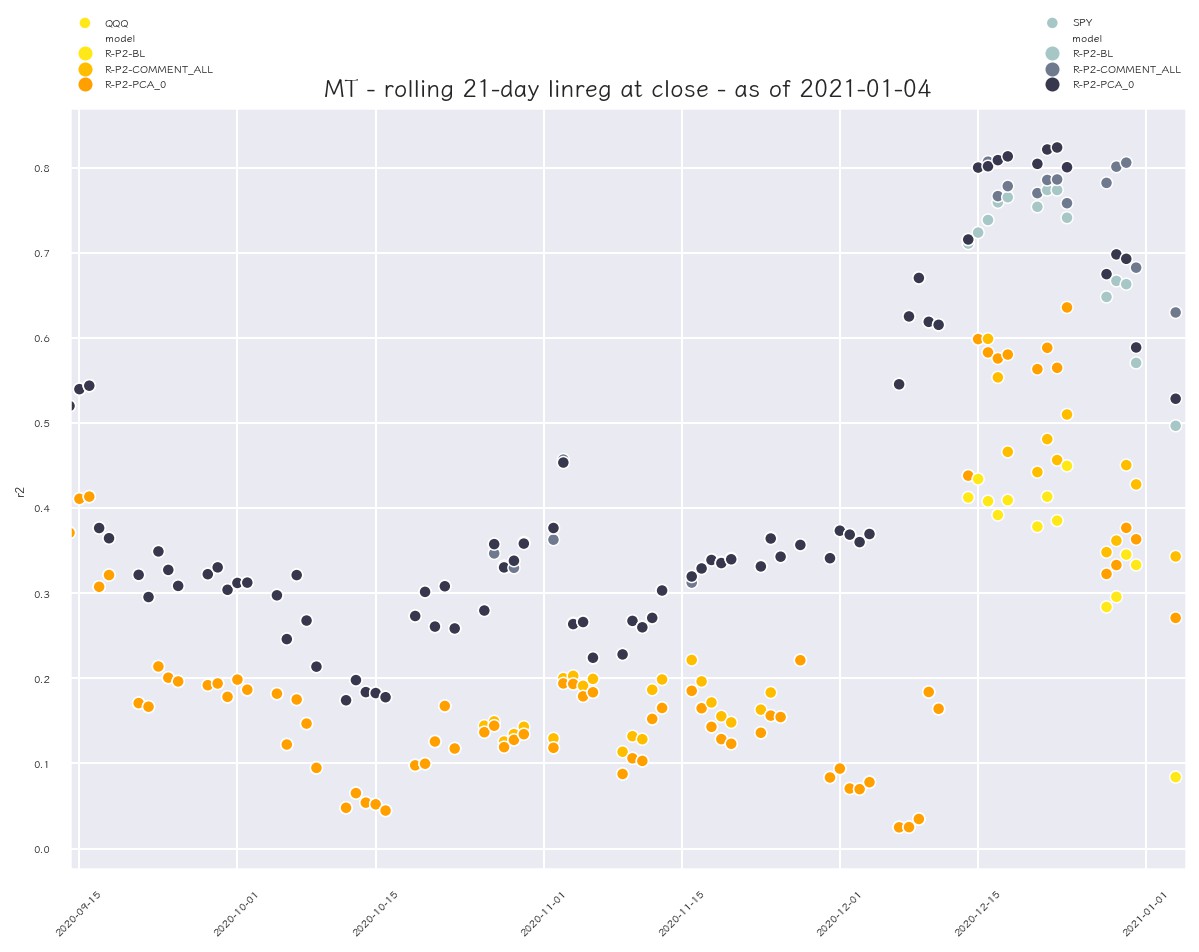 QQQ
model
R-P2-BL
R-P2-COMMENT_ALL
R-P2-PCA_0
SPY
model
R-P2-BL
R-P2-COMMENT_ALL
R-P2-PCA_0
MT - rolling 21-day linreg at close - as of 2021-01-04
r2
0.8
0.7
0.6
0.5
0.4
0.3
0.2
0.1
0.0
2020-09-15
2020-10-01
2020-10-15
2020-11-01
2020-11-15
2020-12-01
2020-12-15
2021-01-01